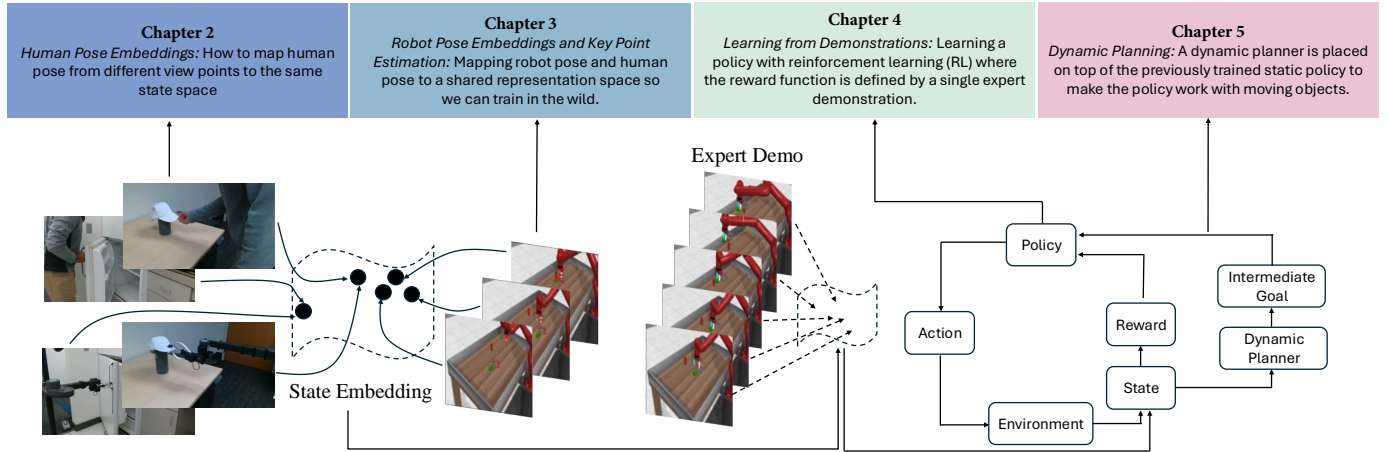 Chapter 2
Human Pose Embeddings: How to map human
pose from different view points to the same
state space
Chapter 3
Robot Pose Embeddings and Key Point
Estimation: Mapping robot pose and human
pose to a shared representation space so
we can train in the wild.
Chapter 4
Learning from Demonstrations: Learning a
policy with reinforcement learning (RL) where
the reward function is defined by a single expert
demonstration.
Chapter 5
Dynamic Planning: A dynamic planner is placed
on top of the previously trained static policy to
make the policy work with moving objects.
Expert Demo
State Embedding
Policy
Action
Environment
State
Reward
Intermediate
Goal
Dynamic
Planner